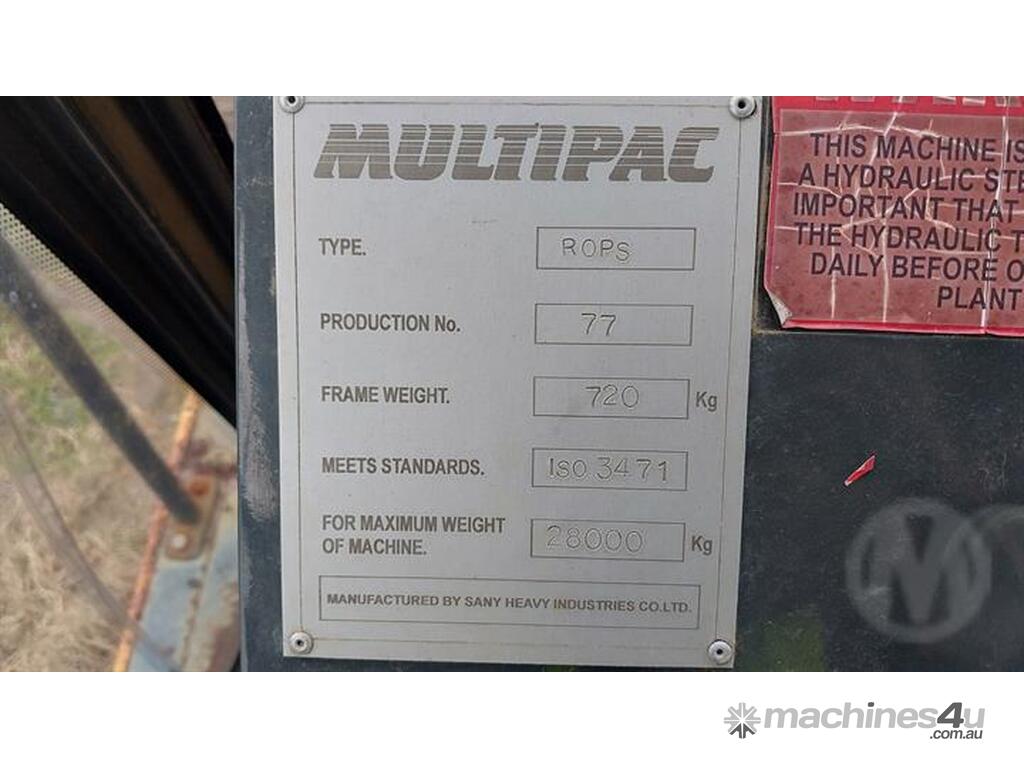 MULTIPAC
TYPE. ROPS
PRODUCTION No. 77
FRAME WEIGHT. 720 Kg
MEETS STANDARDS. ISO 3471
FOR MAXIMUM WEIGHT
OF MACHINE. 28000 Kg
MANUFACTURED BY SANY HEAVY INDUSTRIES CO.LTD.
THIS MACHINE IS
A HYDRAULIC STE
IMPORTANT THAT
THE HYDRAULIC T
DAILY BEFORE O
PLANT
M
machines4u
.com.au